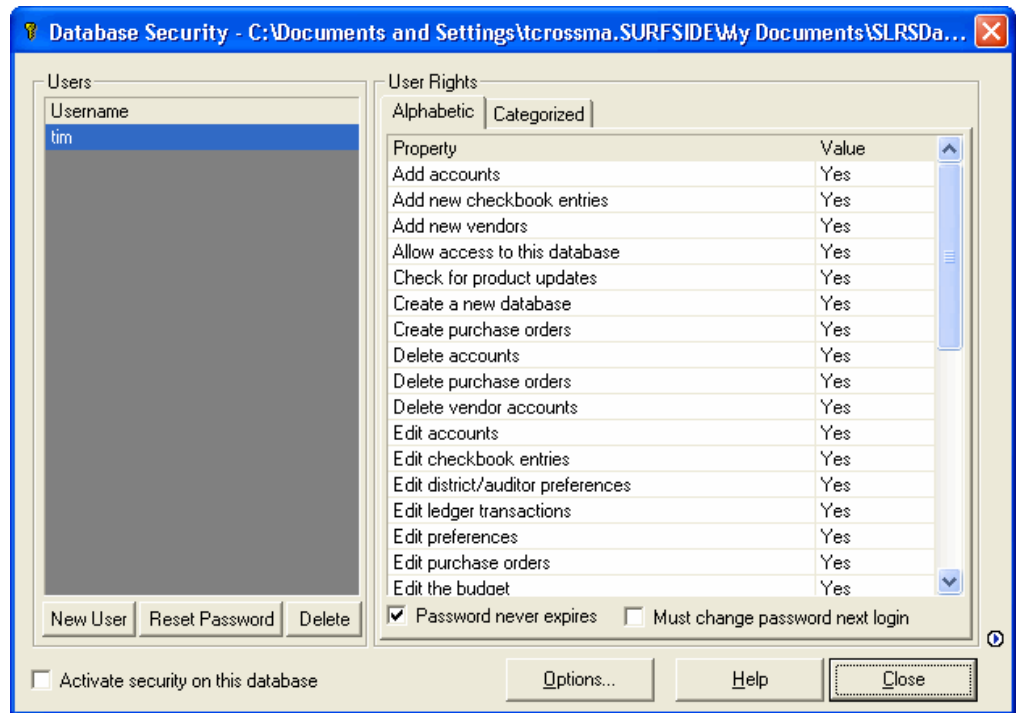 Database Security - C:\Documents and Settings\tcrossma.SURFSIDE\My Documents\SLRSDa...
Users
Username
tim
New User Reset Password Delete
User Rights
Alphabetic Categorized
Property Value
Add accounts Yes
Add new checkbook entries Yes
Add new vendors Yes
Allow access to this database Yes
Check for product updates Yes
Create a new database Yes
Create purchase orders Yes
Delete accounts Yes
Delete purchase orders Yes
Delete vendor accounts Yes
Edit accounts Yes
Edit checkbook entries Yes
Edit district/auditor preferences Yes
Edit ledger transactions Yes
Edit preferences Yes
Edit purchase orders Yes
Edit the budget Yes
Password never expires Must change password next login
Activate security on this database Options... Help Close